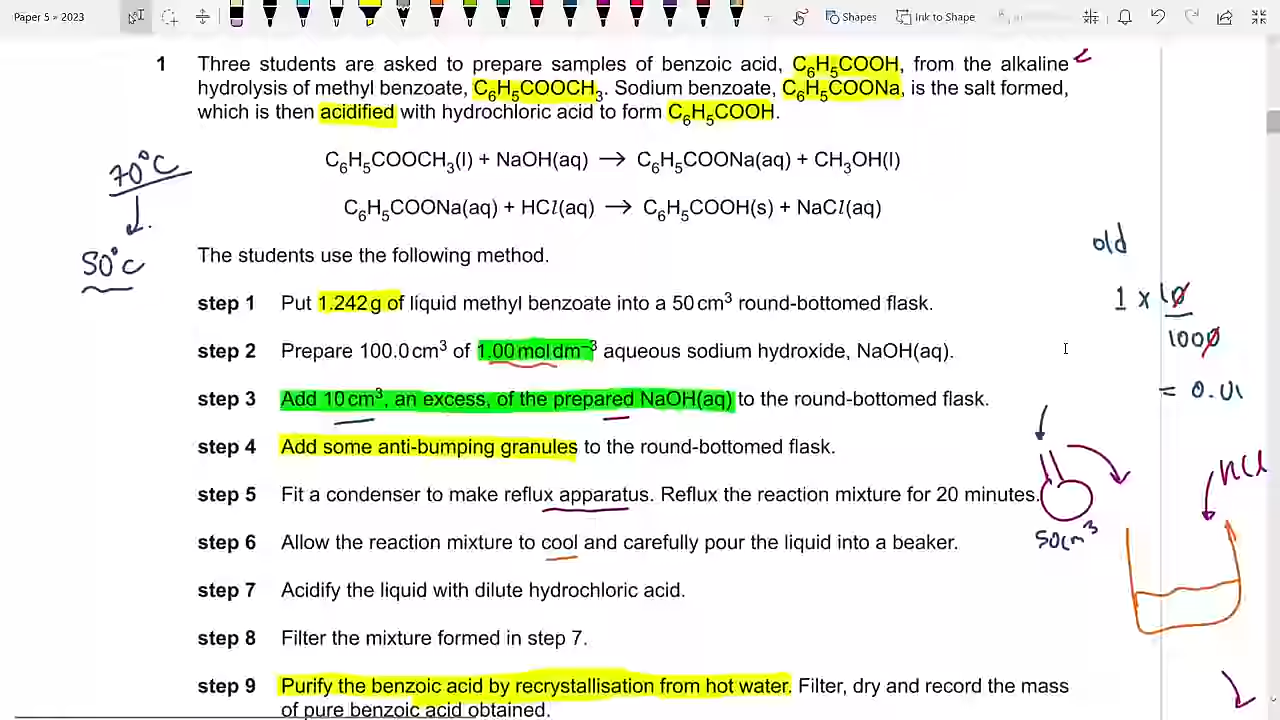 Paper 5 » 2023
Shapes
Ink to Shape
1 Three students are asked to prepare samples of benzoic acid, C₆H₅COOH, from the alkaline
hydrolysis of methyl benzoate, C₆H₅COOCH₃. Sodium benzoate, C₆H₅COONa, is the salt formed,
which is then acidified with hydrochloric acid to form C₆H₅COOH.
70°C
C₆H₅COOCH₃(l) + NaOH(aq) → C₆H₅COONa(aq) + CH₃OH(l)
C₆H₅COONa(aq) + HCl(aq) → C₆H₅COOH(s) + NaCl(aq)
50°C
The students use the following method.
old
step 1 Put 1.242 g of liquid methyl benzoate into a 50 cm³ round-bottomed flask.
1 x 10
1000
step 2 Prepare 100.0 cm³ of 1.00 mol dm⁻³ aqueous sodium hydroxide, NaOH(aq).
= 0.01
step 3 Add 10 cm³, an excess, of the prepared NaOH(aq) to the round-bottomed flask.
step 4 Add some anti-bumping granules to the round-bottomed flask.
HCl
step 5 Fit a condenser to make reflux apparatus. Reflux the reaction mixture for 20 minutes.
50cm³
step 6 Allow the reaction mixture to cool and carefully pour the liquid into a beaker.
step 7 Acidify the liquid with dilute hydrochloric acid.
step 8 Filter the mixture formed in step 7.
step 9 Purify the benzoic acid by recrystallisation from hot water. Filter, dry and record the mass
of pure benzoic acid obtained.